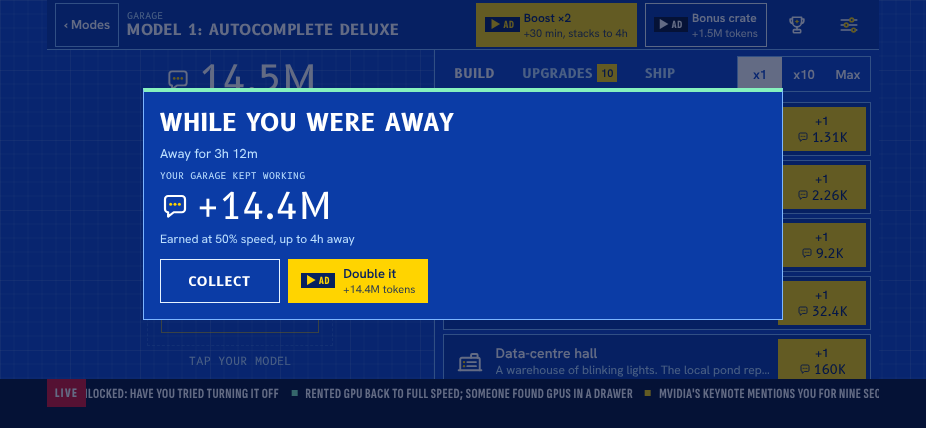 ‹ Modes
GARAGE
MODEL 1: AUTOCOMPLETE DELUXE
AD Boost ×2
+30 min, stacks to 4h
AD Bonus crate
+1.5M tokens
14.5M
BUILD UPGRADES 10 SHIP
x1 x10 Max
WHILE YOU WERE AWAY
Away for 3h 12m
YOUR GARAGE KEPT WORKING
+14.4M
Earned at 50% speed, up to 4h away
COLLECT
AD Double it
+14.4M tokens
+1
1.31K
+1
2.26K
+1
9.2K
+1
32.4K
TAP YOUR MODEL
Data-centre hall
A warehouse of blinking lights. The local pond rep...
+1
160K
LIVE
LOCKED: HAVE YOU TRIED TURNING IT OFF ■ RENTED GPU BACK TO FULL SPEED; SOMEONE FOUND GPUS IN A DRAWER ■ MVIDIA'S KEYNOTE MENTIONS YOU FOR NINE SEC